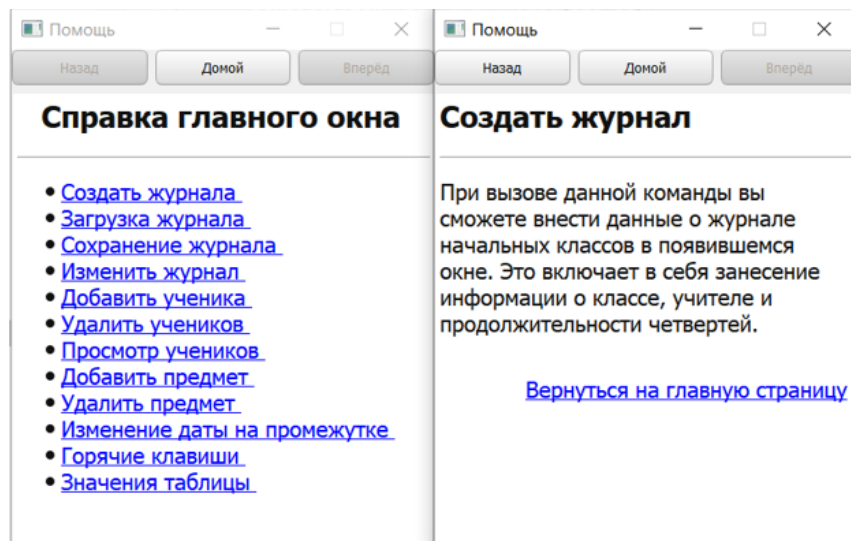 Помощь
Назад Домой Вперёд
Справка главного окна
Создать журнала
Загрузка журнала
Сохранение журнала
Изменить журнал
Добавить ученика
Удалить учеников
Просмотр учеников
Добавить предмет
Удалить предмет
Изменение даты на промежутке
Горячие клавиши
Значения таблицы
Помощь
Назад Домой Вперёд
Создать журнал
При вызове данной команды вы
сможете внести данные о журнале
начальных классов в появившемся
окне. Это включает в себя занесение
информации о классе, учителе и
продолжительности четвертей.
Вернуться на главную страницу